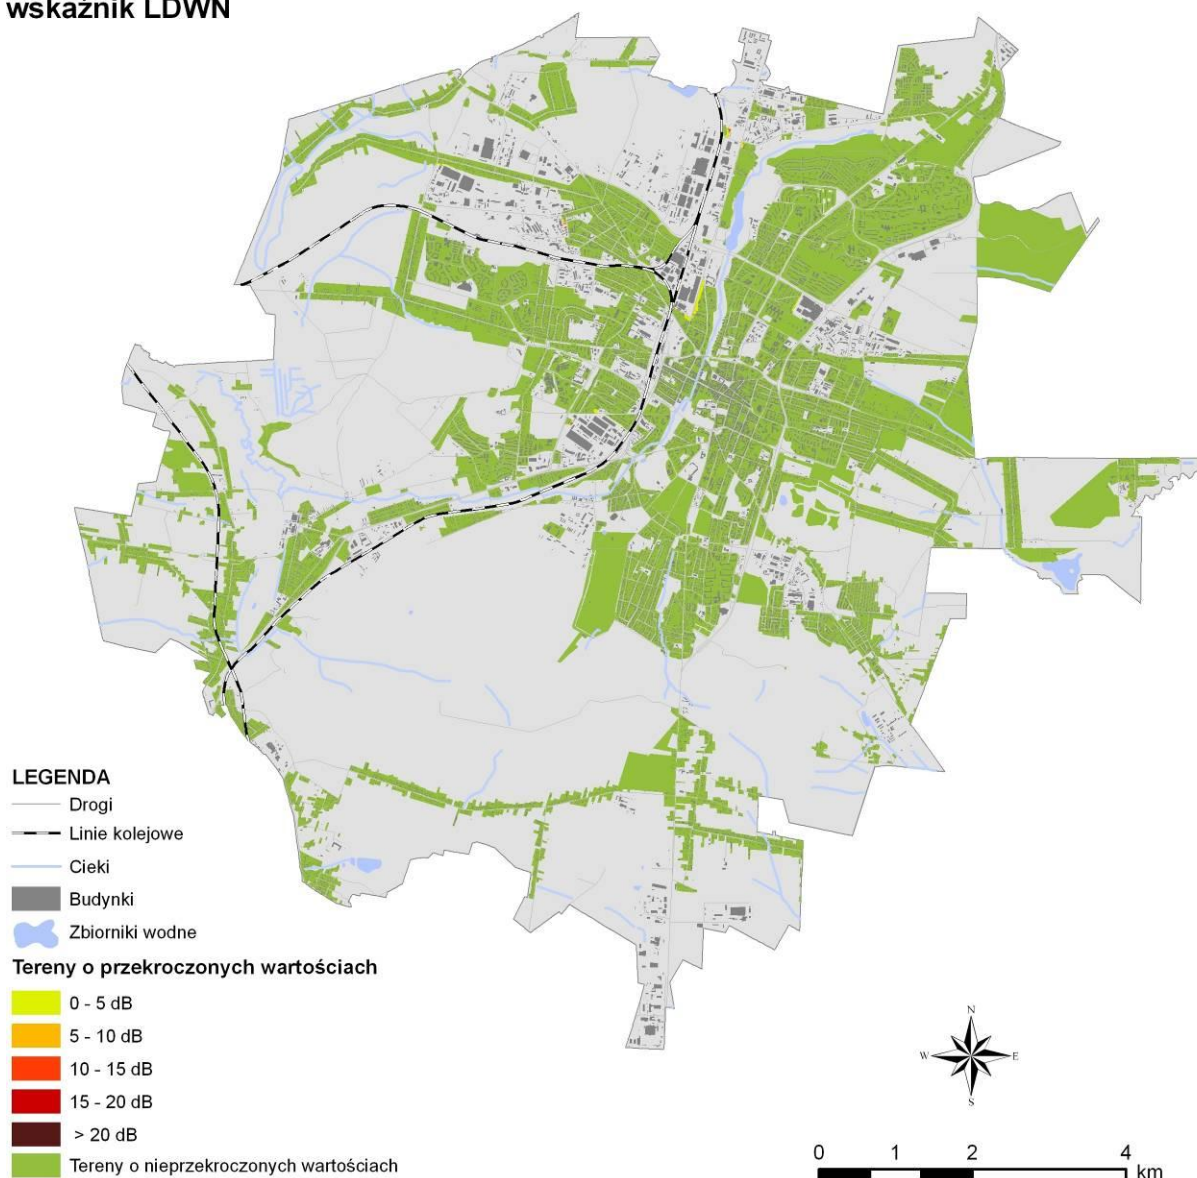 wskaźnik LDWN
LEGENDA
Drogi
Linie kolejowe
Cieki
Budynki
Zbiorniki wodne
Tereny o przekroczonych wartościach
0 - 5 dB
5 - 10 dB
10 - 15 dB
15 - 20 dB
> 20 dB
Tereny o nieprzekroczonych wartościach
N
W E
S
0 1 2 4
km